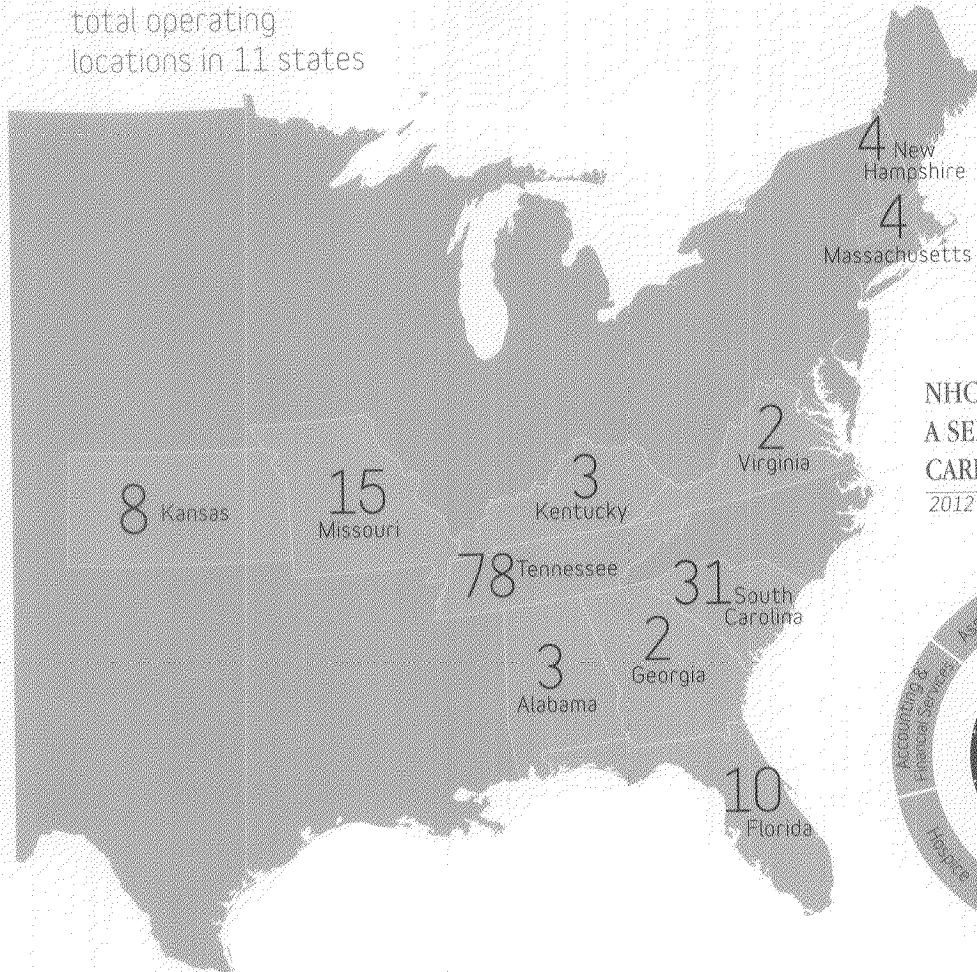 total operating
locations in 11 states
4 New
Hampshire
4
Massachusetts
2
Virginia
3
Kentucky
15
Missouri
8 Kansas
78 Tennessee
31 South
Carolina
2
Georgia
3
Alabama
10
Florida
NHC
A SE
CARE
2012
Accounting &
Financial Services
Hospice